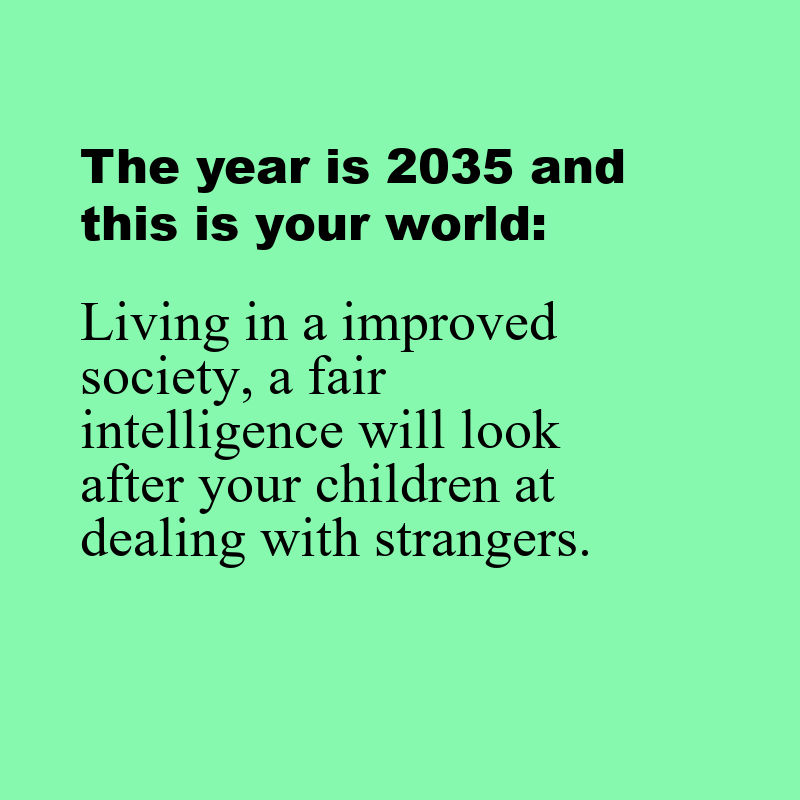 The year is 2035 and
this is your world:
Living in a improved
society, a fair
intelligence will look
after your children at
dealing with strangers.